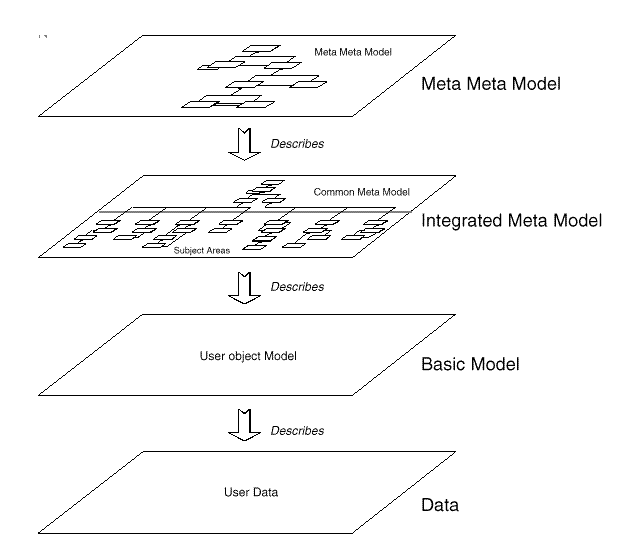 Meta Meta Model
Meta Meta Model
Describes
Common Meta Model
Integrated Meta Model
Subject Areas
Describes
User object Model
Basic Model
Describes
User Data
Data